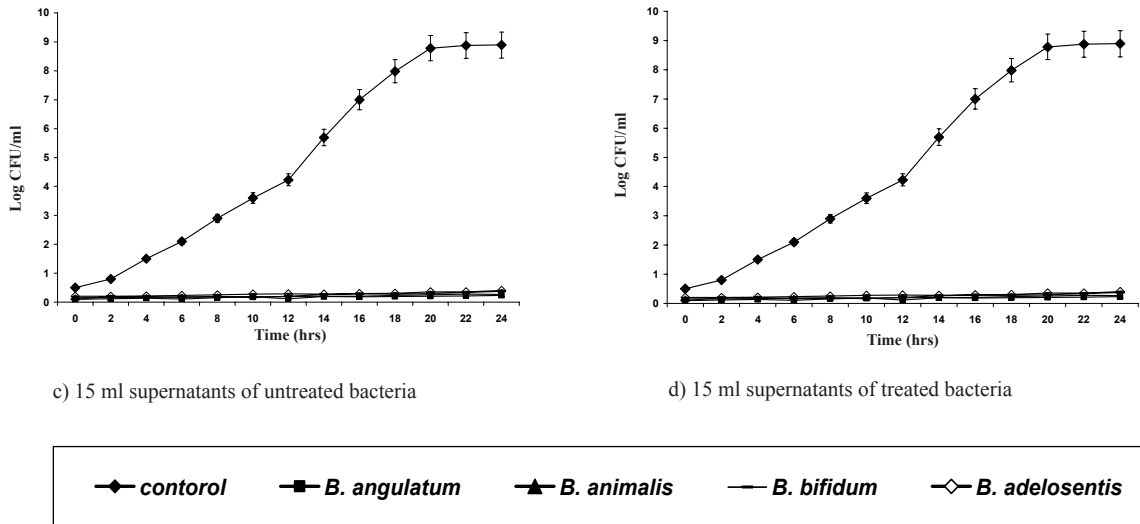 10
9
8
7
6
5
4
3
2
1
0
Log CFU/ml
0 2 4 6 8 10 12 14 16 18 20 22 24
Time (hrs)
c) 15 ml supernatants of untreated bacteria
10
9
8
7
6
5
4
3
2
1
0
Log CFU/ml
0 2 4 6 8 10 12 14 16 18 20 22 24
Time (hrs)
d) 15 ml supernatants of treated bacteria
contorol B. angulatum B. animalis B. bifidum B. adelosentis